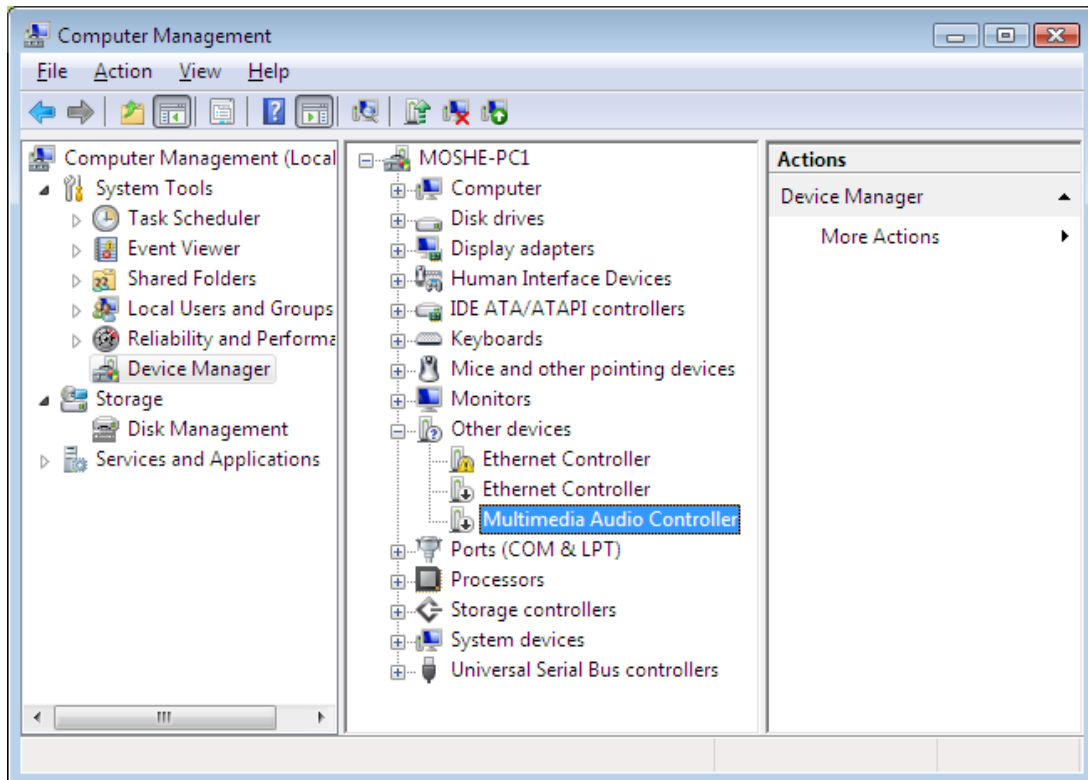 Computer Management
File Action View Help
Computer Management (Local
System Tools
Task Scheduler
Event Viewer
Shared Folders
Local Users and Groups
Reliability and Performa
Device Manager
Storage
Disk Management
Services and Applications
MOSHE-PC1
Computer
Disk drives
Display adapters
Human Interface Devices
IDE ATA/ATAPI controllers
Keyboards
Mice and other pointing devices
Monitors
Other devices
Ethernet Controller
Ethernet Controller
Multimedia Audio Controller
Ports (COM & LPT)
Processors
Storage controllers
System devices
Universal Serial Bus controllers
Actions
Device Manager
More Actions